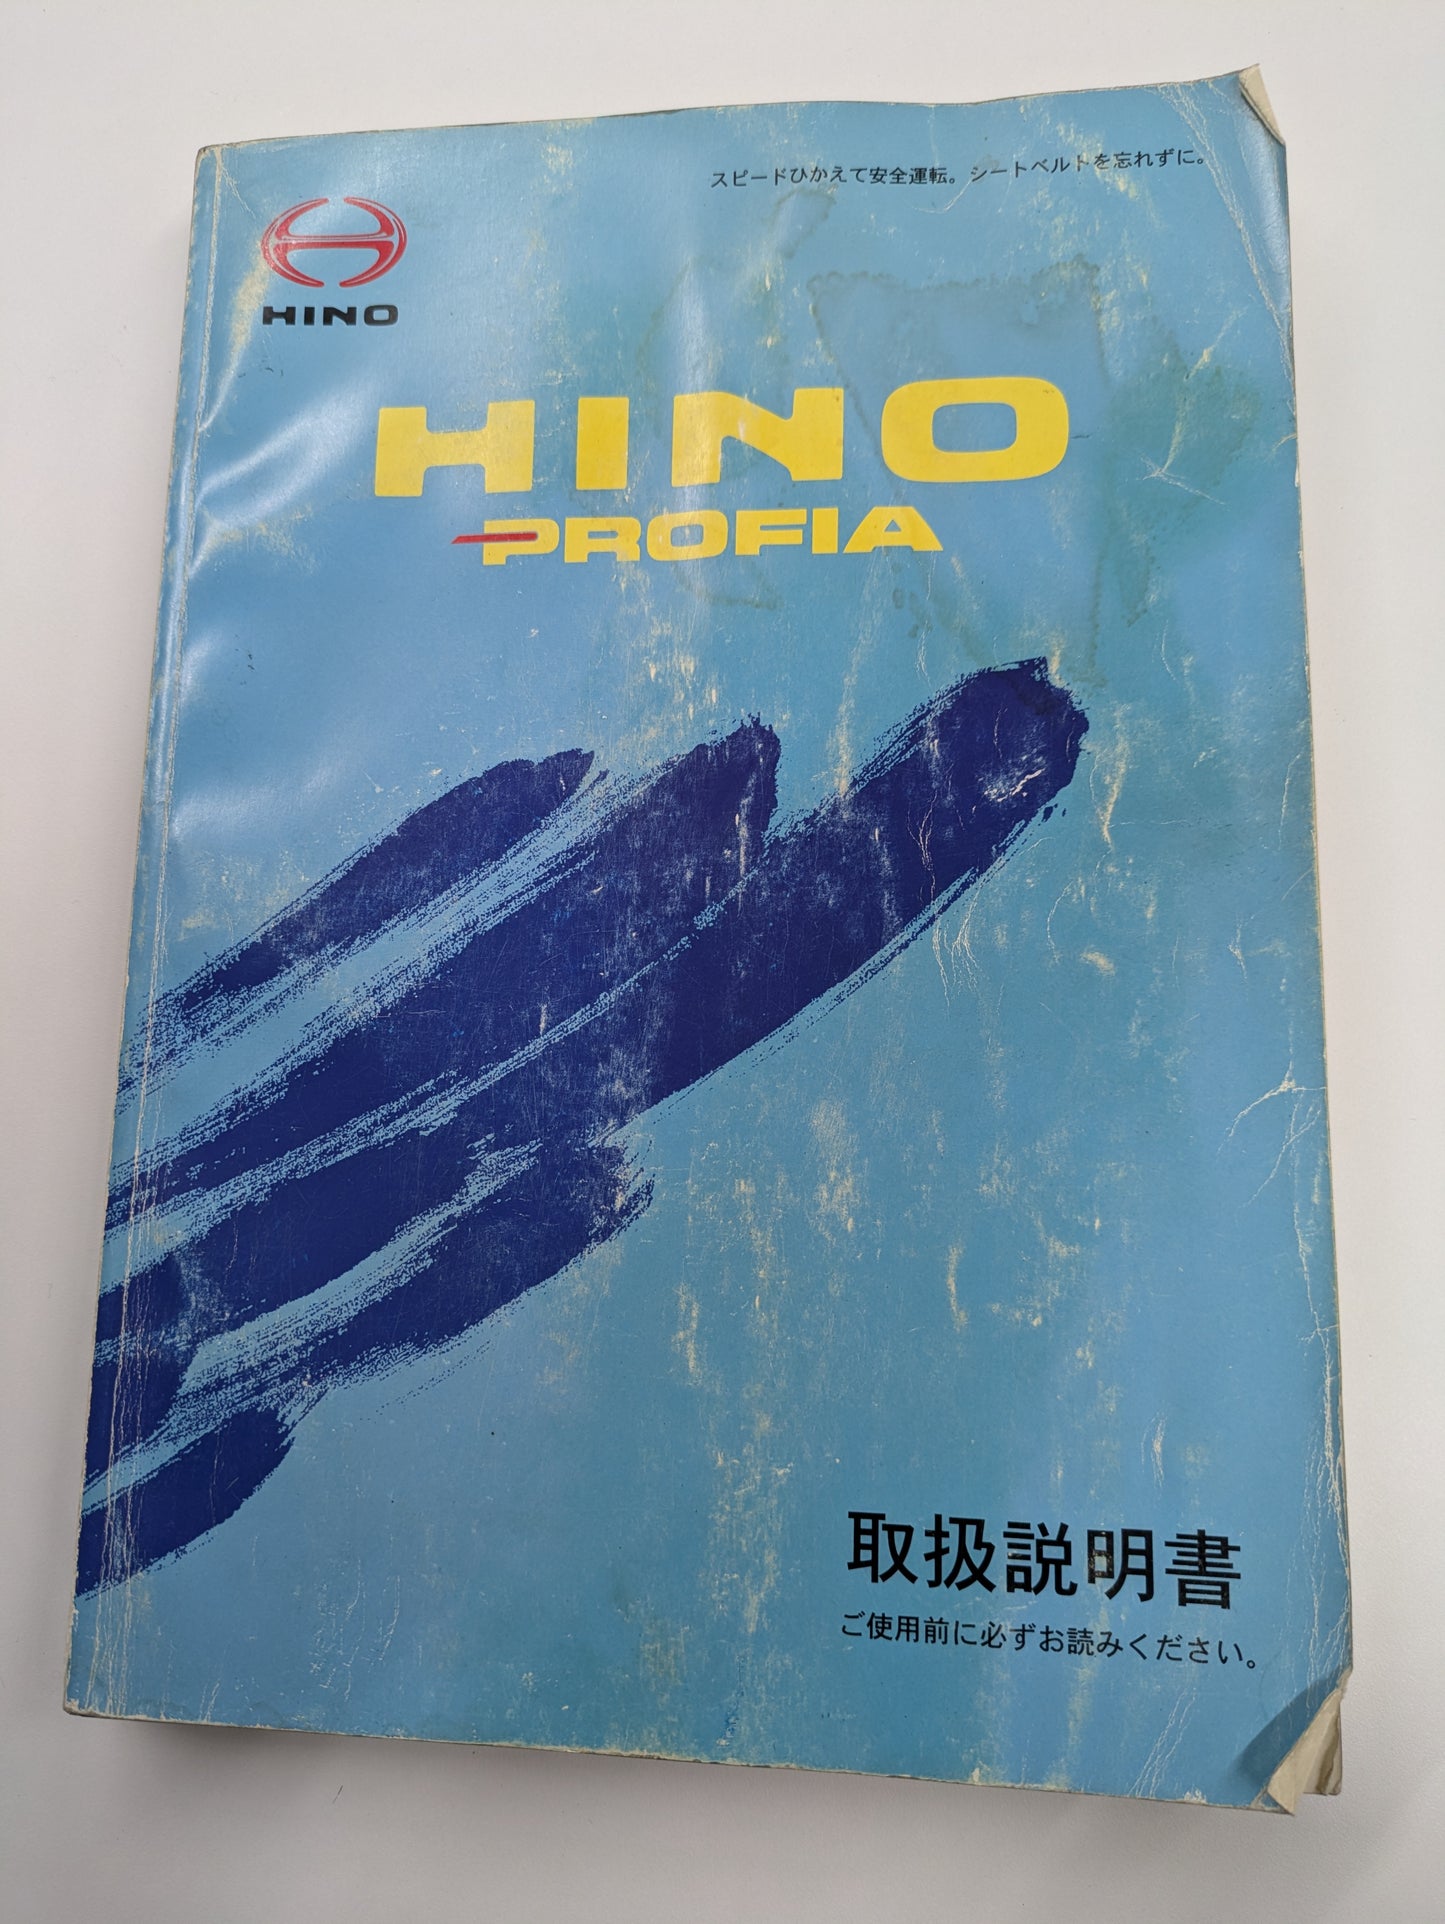 スピードひかえて安全運転。シートベルトを忘れずに。
HINO
HINO
PROFIA
取扱説明書
ご使用前に必ずお読みください。